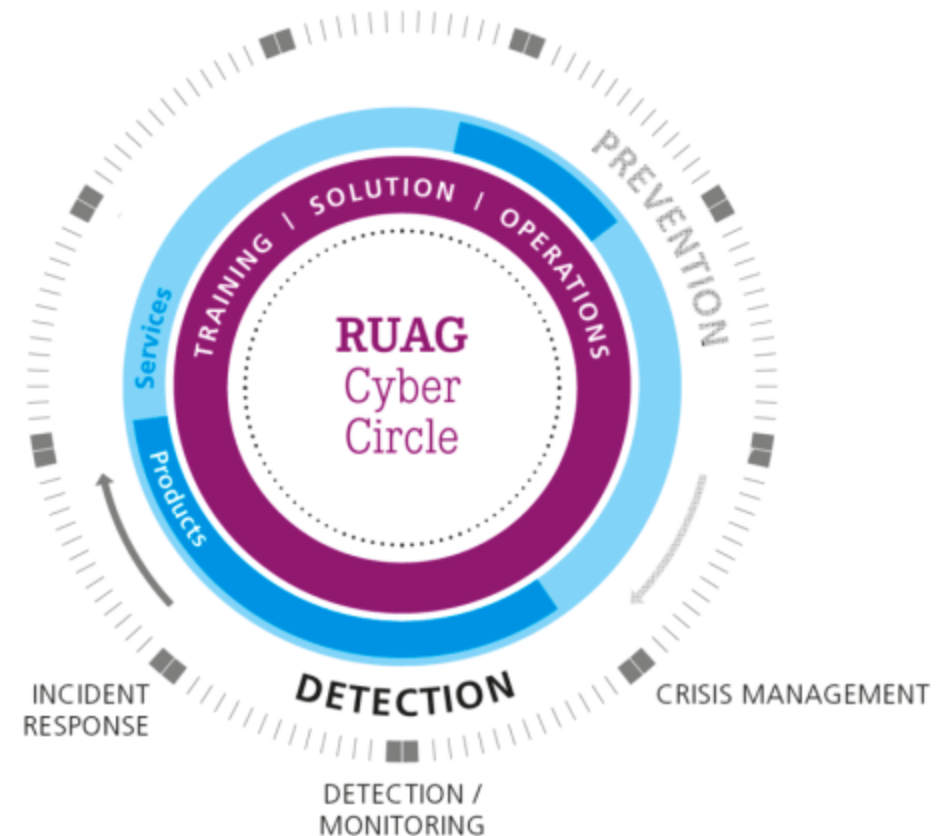 PREVENTION
TRAINING | SOLUTION | OPERATIONS
Services
Products
RUAG
Cyber
Circle
DETECTION
INCIDENT
RESPONSE
CRISIS MANAGEMENT
DETECTION /
MONITORING